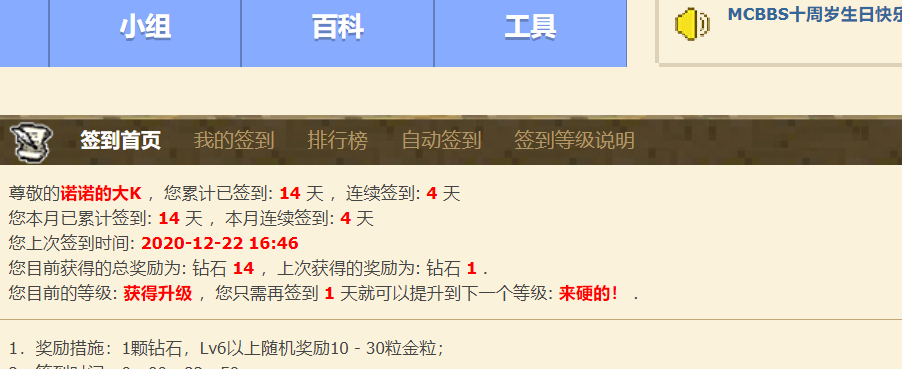 小组 百科 工具
MCBBS十周岁生日快乐
签到首页 我的签到 排行榜 自动签到 签到等级说明
尊敬的诺诺的大K ，您累计已签到: 14 天 ，连续签到: 4 天
您本月已累计签到: 14 天 ，本月连续签到: 4 天
您上次签到时间: 2020-12-22 16:46
您目前获得的总奖励为: 钻石 14 ，上次获得的奖励为: 钻石 1 .
您目前的等级: 获得升级 ，您只需再签到 1 天就可以提升到下一个等级: 来硬的！ .
1．奖励措施：1颗钻石，Lv6以上随机奖励10 - 30粒金粒；